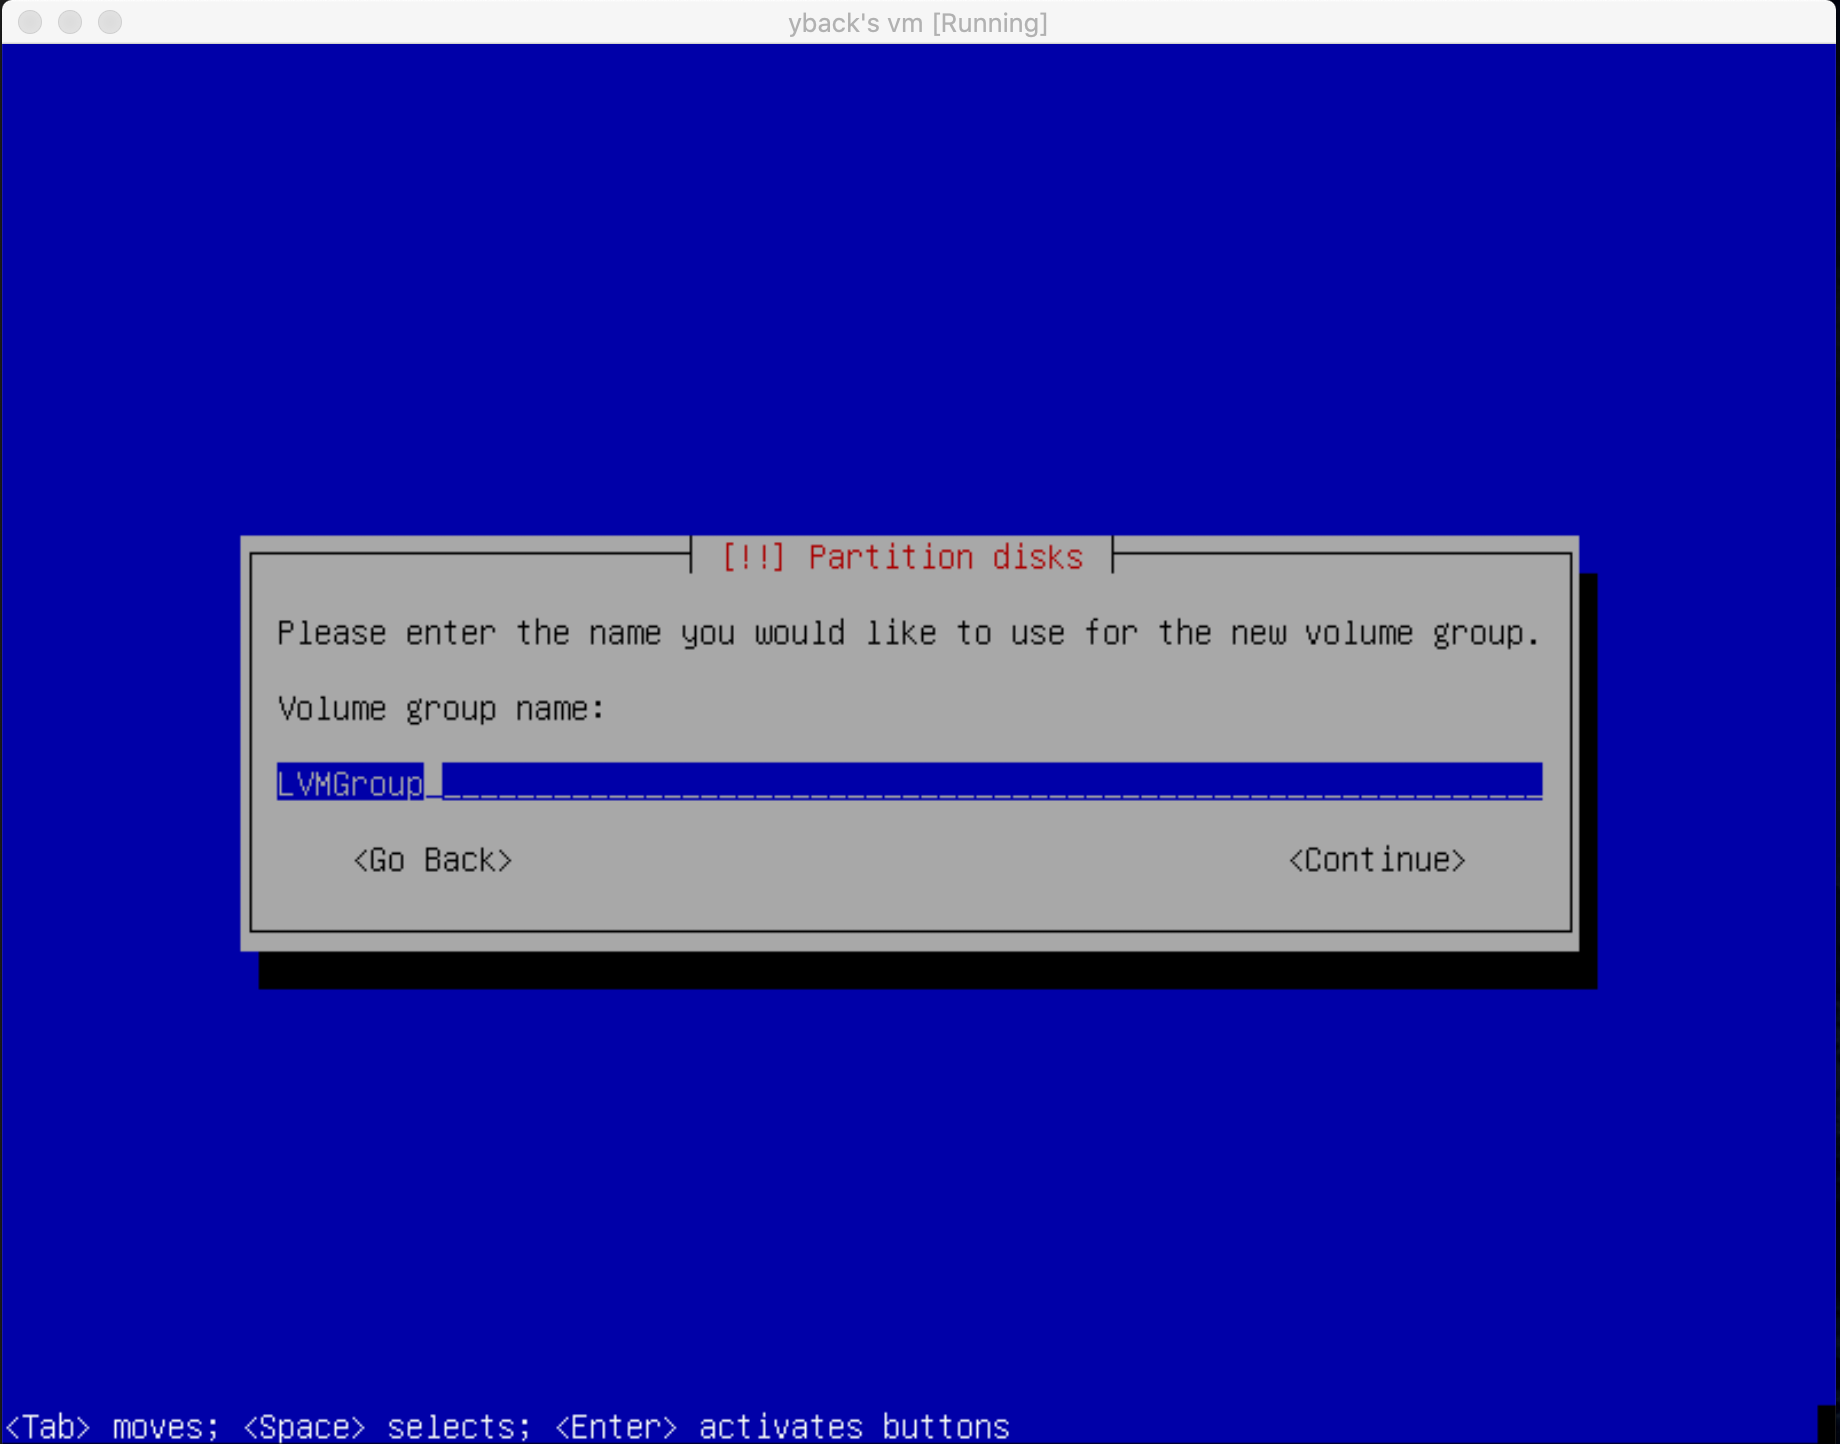 yback's vm [Running]
[!!] Partition disks
Please enter the name you would like to use for the new volume group.
Volume group name:
LVMGroup
<Go Back> <Continue>
<Tab> moves; <Space> selects; <Enter> activates buttons